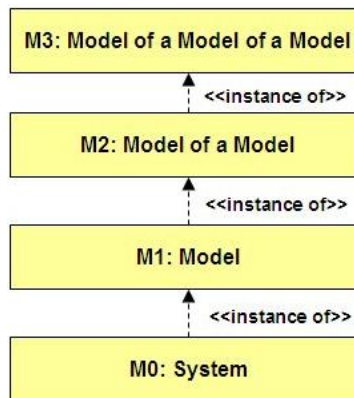 M3: Model of a Model of a Model
<<instance of>>
M2: Model of a Model
<<instance of>>
M1: Model
<<instance of>>
M0: System